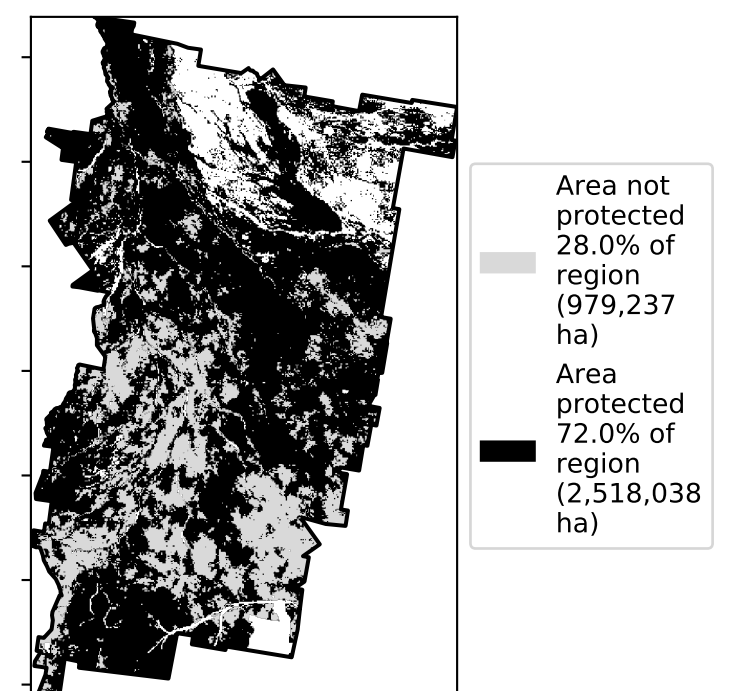 Area not
protected
28.0% of
region
(979,237
ha)
Area
protected
72.0% of
region
(2,518,038
ha)